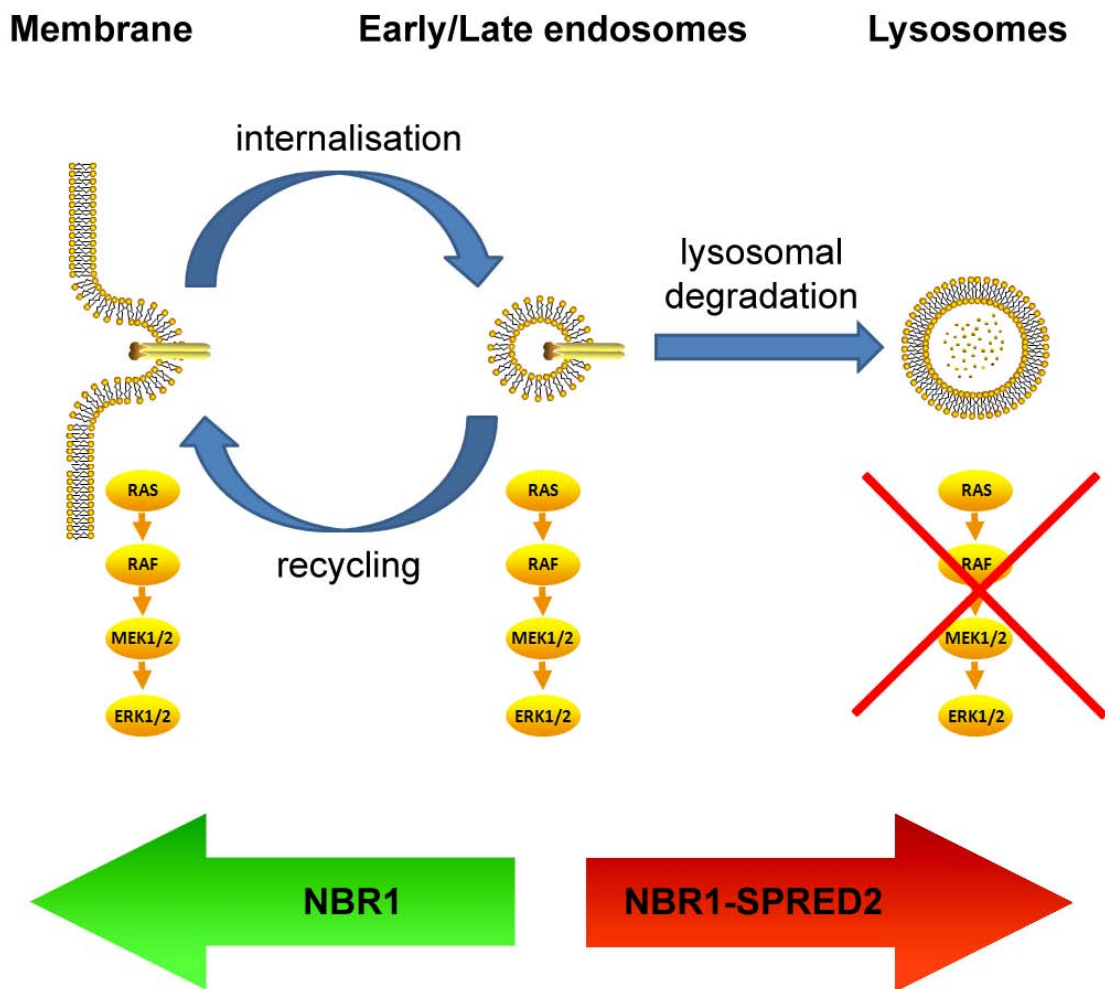 Membrane
Early/Late endosomes
Lysosomes
internalisation
lysosomal
degradation
recycling
RAS
RAF
MEK1/2
ERK1/2
RAS
RAF
MEK1/2
ERK1/2
RAS
RAF
MEK1/2
ERK1/2
NBR1
NBR1-SPRED2